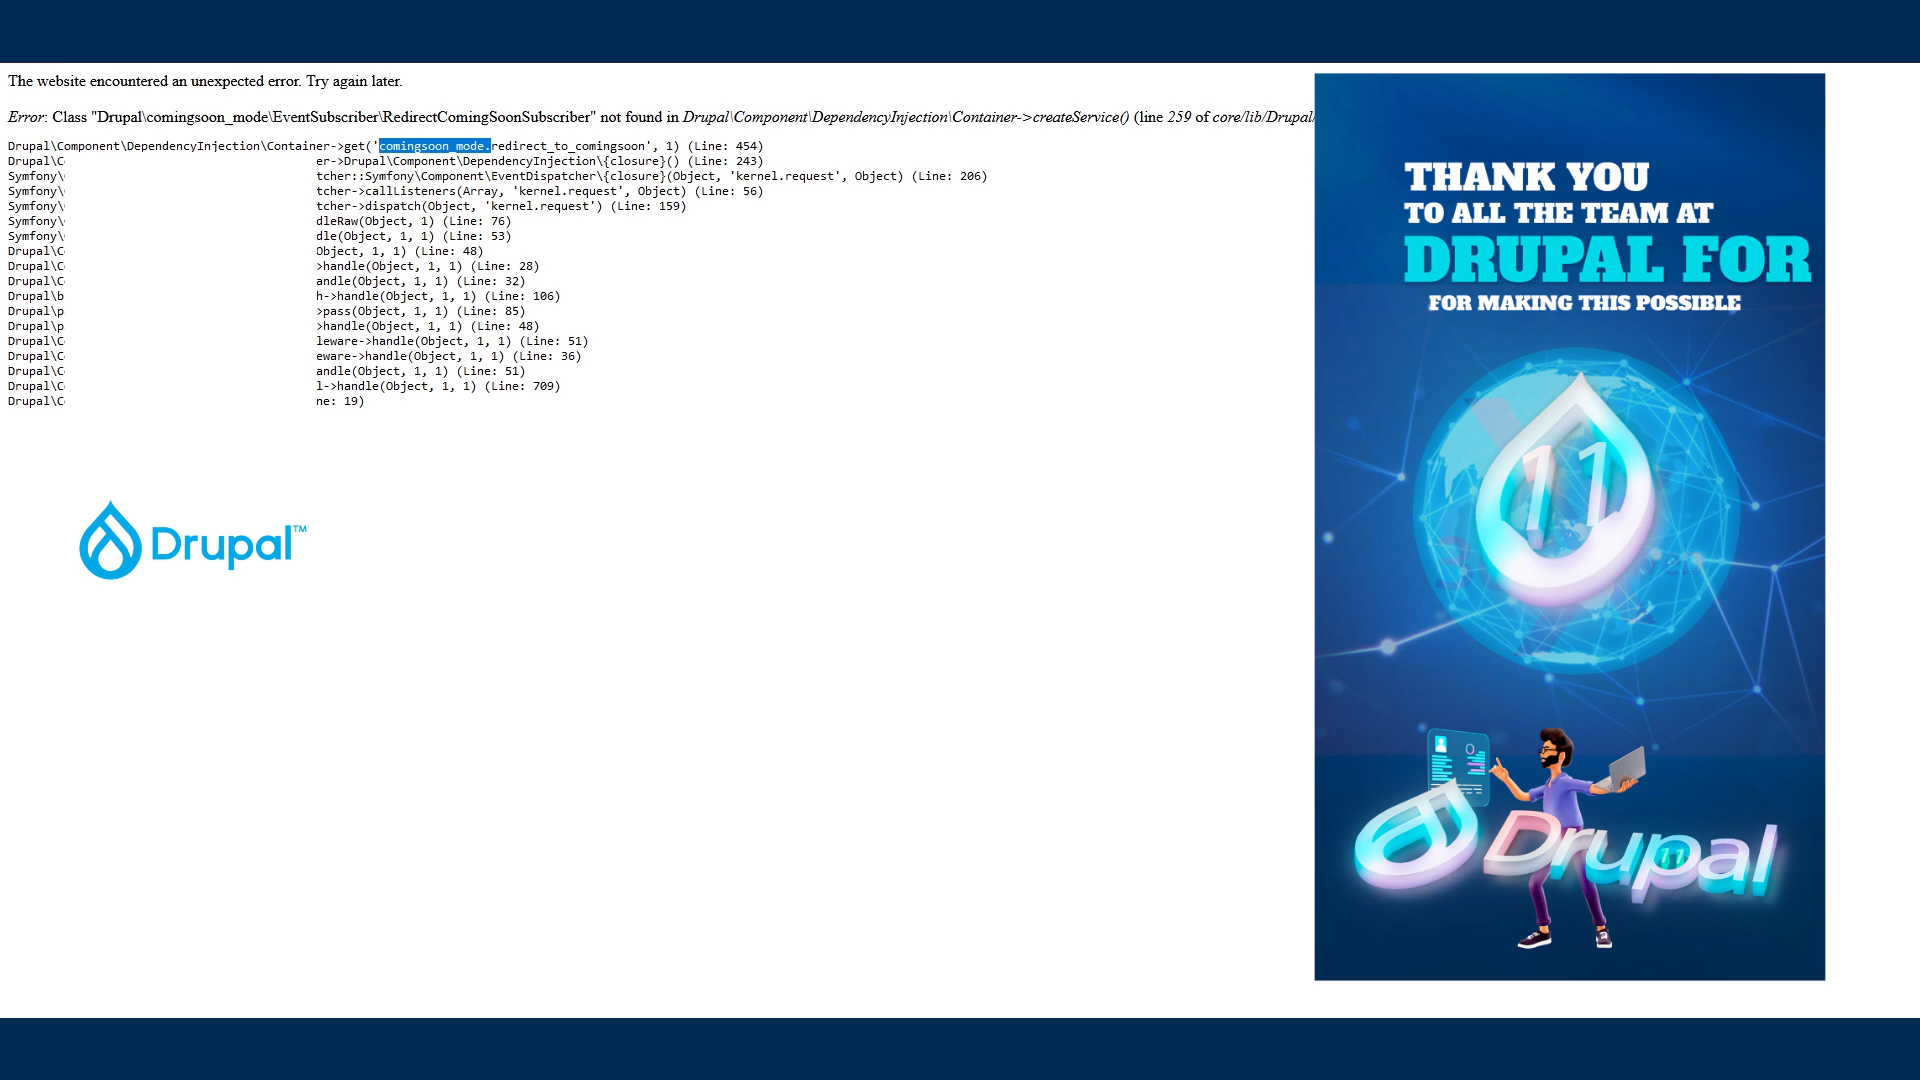 The website encountered an unexpected error. Try again later.
Error: Class "Drupal\comingsoon_mode\EventSubscriber\RedirectComingSoonSubscriber" not found in Drupal\Component\DependencyInjection\Container->createService() (line 259 of core/lib/Drupal/
Drupal\Component\DependencyInjection\Container->get('comingsoon_mode.redirect_to_comingsoon', 1) (Line: 454)
Drupal\C er->Drupal\Component\DependencyInjection\{closure}() (Line: 243)
Symfony\ tcher::Symfony\Component\EventDispatcher\{closure}(Object, 'kernel.request', Object) (Line: 206)
Symfony\ tcher->callListeners(Array, 'kernel.request', Object) (Line: 56)
Symfony\ tcher->dispatch(Object, 'kernel.request') (Line: 159)
Symfony\ dleRaw(Object, 1) (Line: 76)
Symfony\ dle(Object, 1, 1) (Line: 53)
Drupal\C Object, 1, 1) (Line: 48)
Drupal\C >handle(Object, 1, 1) (Line: 28)
Drupal\C andle(Object, 1, 1) (Line: 32)
Drupal\b h->handle(Object, 1, 1) (Line: 106)
Drupal\p >pass(Object, 1, 1) (Line: 85)
Drupal\p >handle(Object, 1, 1) (Line: 48)
Drupal\C leware->handle(Object, 1, 1) (Line: 51)
Drupal\C eware->handle(Object, 1, 1) (Line: 36)
Drupal\C andle(Object, 1, 1) (Line: 51)
Drupal\C l->handle(Object, 1, 1) (Line: 709)
Drupal\C ne: 19)
Drupal™
THANK YOU
TO ALL THE TEAM AT
DRUPAL FOR
FOR MAKING THIS POSSIBLE
11
Drupal
11